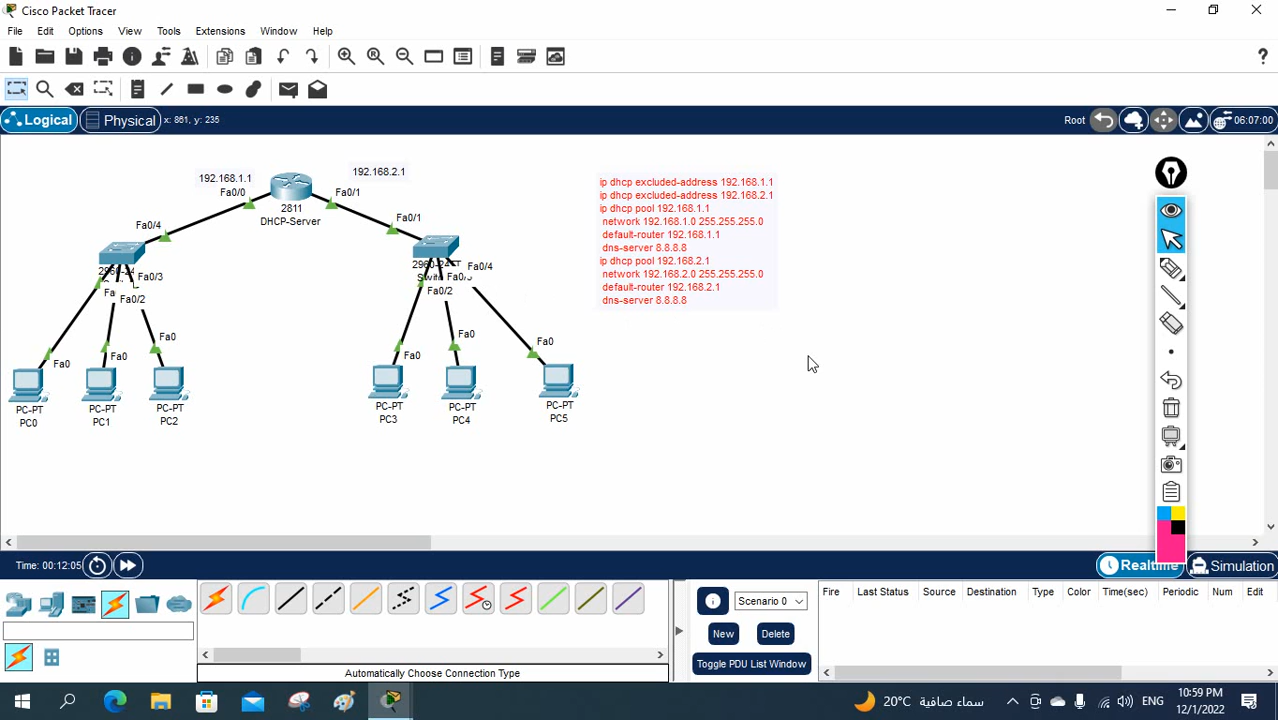 Cisco Packet Tracer
File Edit Options View Tools Extensions Window Help
Logical Physical x: 861, y: 235
Root 06:07:00
192.168.1.1
192.168.2.1
Fa0/0
Fa0/1
2811
DHCP-Server
Fa0/4
Fa0/1
Fa0/3
Fa0/2
Fa0/4
Fa0/2
Fa0
Fa0
Fa0
Fa0
Fa0
Fa0
PC-PT
PC0
PC-PT
PC1
PC-PT
PC2
PC-PT
PC3
PC-PT
PC4
PC-PT
PC5
ip dhcp excluded-address 192.168.1.1
ip dhcp excluded-address 192.168.2.1
ip dhcp pool 192.168.1.1
network 192.168.1.0 255.255.255.0
default-router 192.168.1.1
dns-server 8.8.8.8
ip dhcp pool 192.168.2.1
network 192.168.2.0 255.255.255.0
default-router 192.168.2.1
dns-server 8.8.8.8
Time: 00:12:05
Realtime Simulation
Automatically Choose Connection Type
Scenario 0
New Delete
Toggle PDU List Window
Fire Last Status Source Destination Type Color Time(sec) Periodic Num Edit
20°C سماء صافية
ENG
10:59 PM
12/1/2022